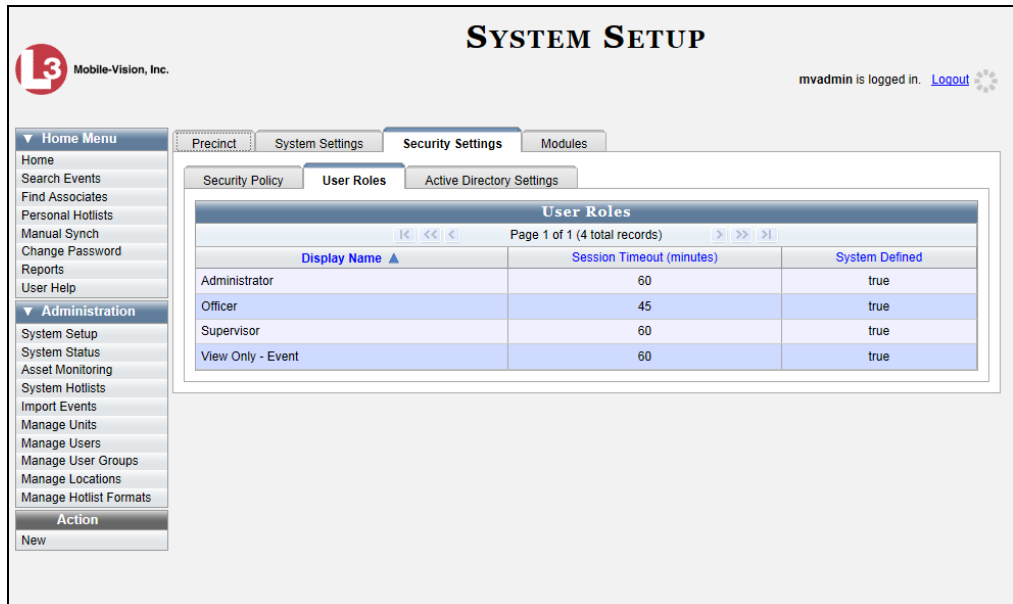 SYSTEM SETUP
L3 Mobile-Vision, Inc.
mvadmin is logged in. Logout
Home Menu
Home
Search Events
Find Associates
Personal Hotlists
Manual Synch
Change Password
Reports
User Help
Administration
System Setup
System Status
Asset Monitoring
System Hotlists
Import Events
Manage Units
Manage Users
Manage User Groups
Manage Locations
Manage Hotlist Formats
Action
New
Precinct System Settings Security Settings Modules
Security Policy User Roles Active Directory Settings
User Roles
Page 1 of 1 (4 total records)
Display Name Session Timeout (minutes) System Defined
Administrator 60 true
Officer 45 true
Supervisor 60 true
View Only - Event 60 true